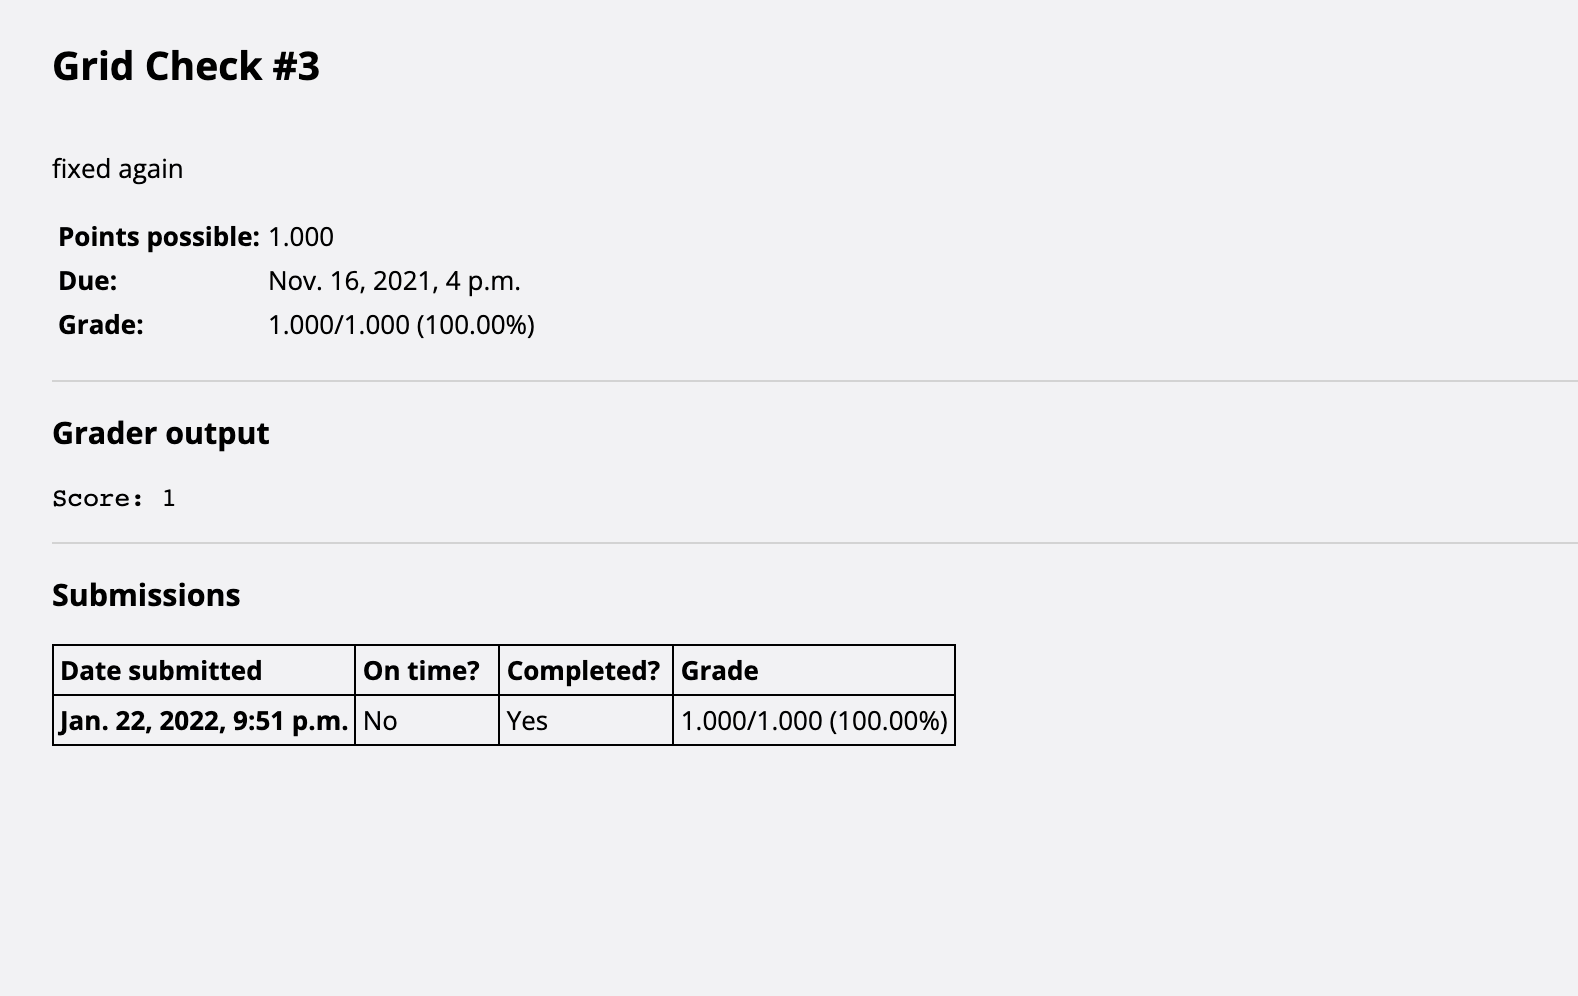 Grid Check #3
fixed again
Points possible: 1.000
Due: Nov. 16, 2021, 4 p.m.
Grade: 1.000/1.000 (100.00%)
Grader output
Score: 1
Submissions
Date submitted On time? Completed? Grade
Jan. 22, 2022, 9:51 p.m. No Yes 1.000/1.000 (100.00%)